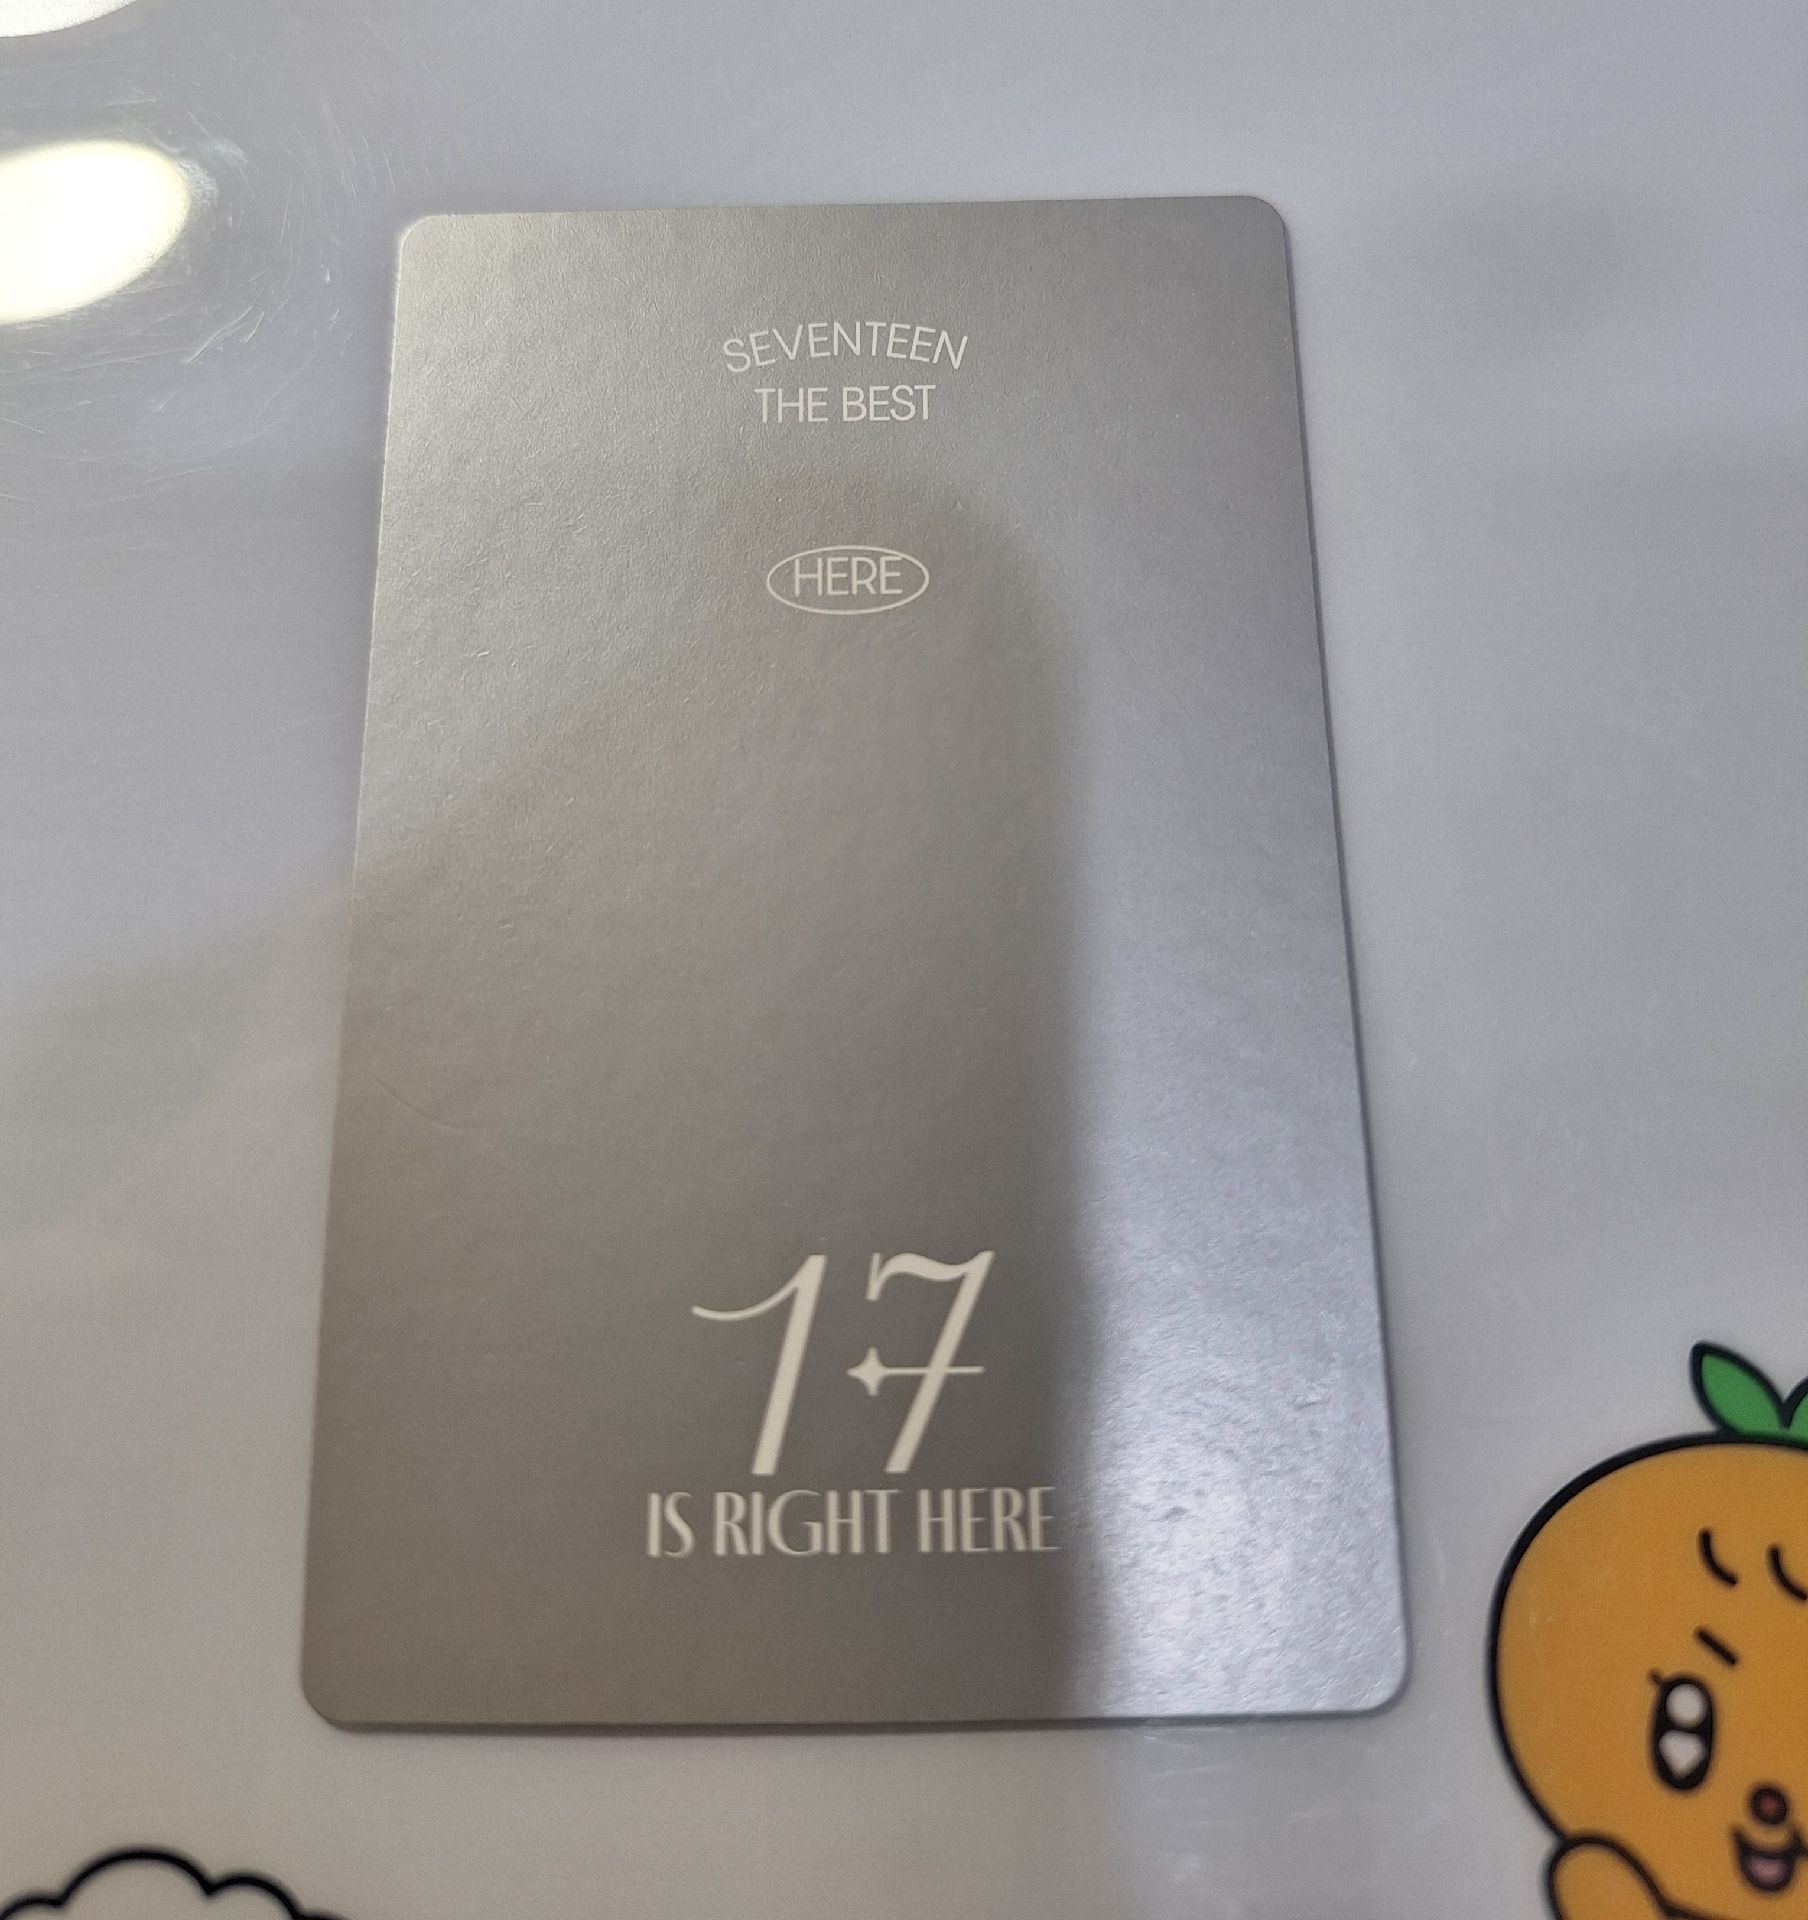 SEVENTEEN
THE BEST
HERE
17
IS RIGHT HERE